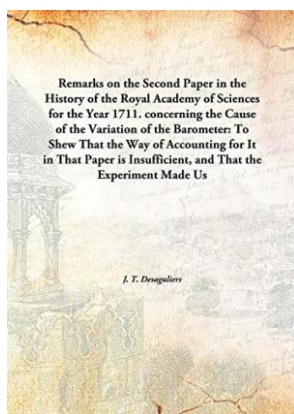 Remarks on the Second Paper in the
History of the Royal Academy of Sciences
for the Year 1711. concerning the Cause
of the Variation of the Barometer: To
Shew That the Way of Accounting for It
in That Paper is Insufficient, and That the
Experiment Made Us
J. T. Desaguliers